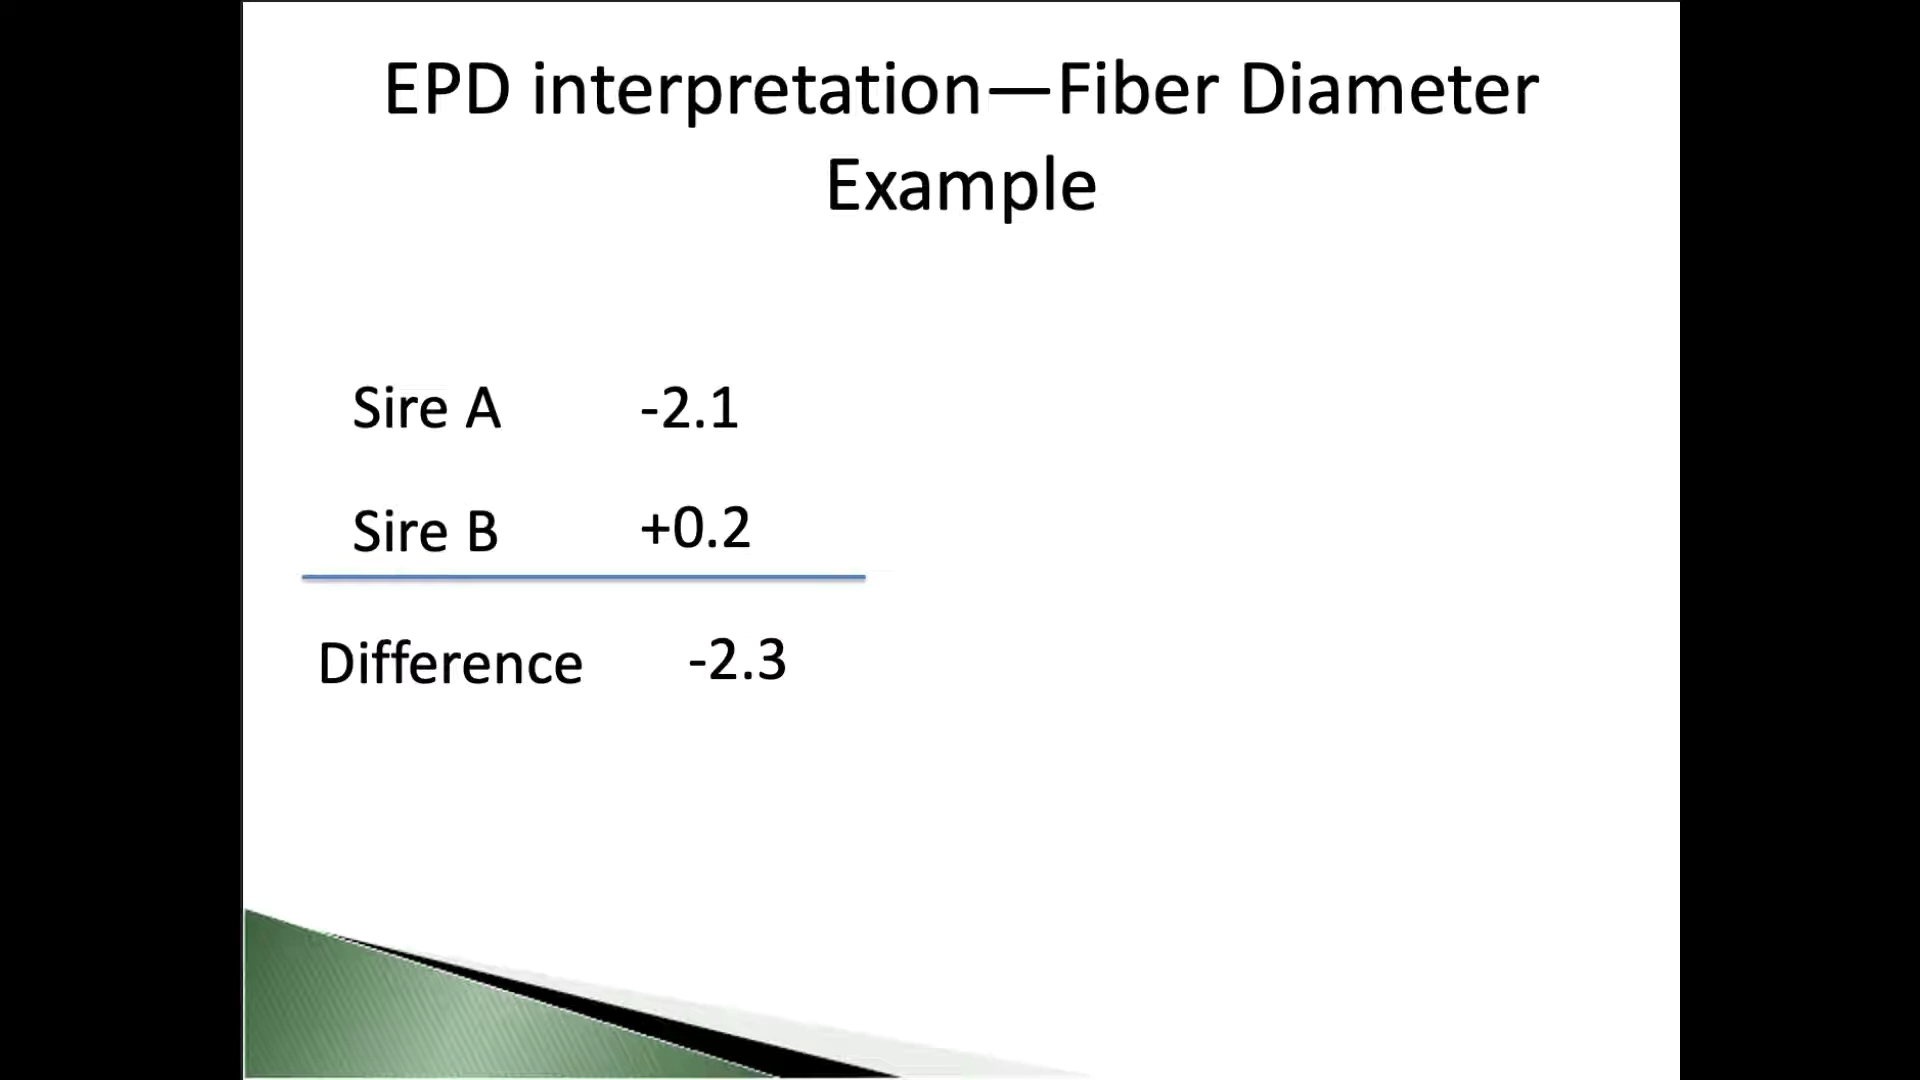 EPD interpretation—Fiber Diameter
Example
Sire A -2.1
Sire B +0.2
Difference -2.3